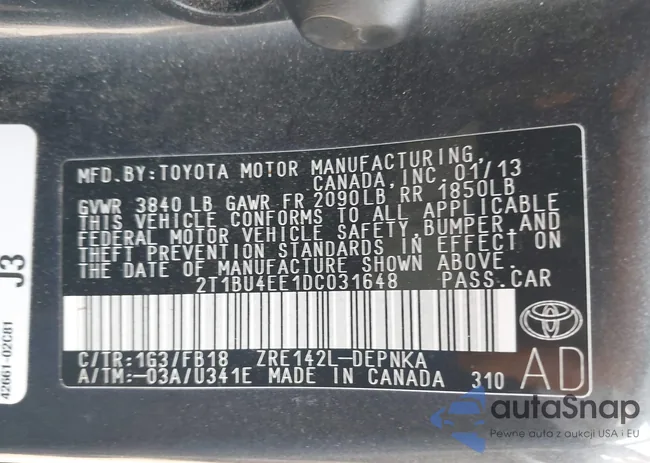 MFD.BY:TOYOTA MOTOR MANUFACTURING,
CANADA,INC.01/13
GVWR 3840 LB GAWR FR 2090LB RR 1850LB
THIS VEHICLE CONFORMS TO ALL APPLICABLE
FEDERAL MOTOR VEHICLE SAFETY,BUMPER,AND
THEFT PREVENTION STANDARDS IN EFFECT ON
THE DATE OF MANUFACTURE SHOWN ABOVE.
2T1BU4EE1DC031648 PASS.CAR
C/TR:1G3/FB18 ZRE142L-DEPNKA
A/TM:-03A/U341E MADE IN CANADA 310
AD
J3
42661-02C81
autaSnap
Pewne auta z aukcji USA i EU